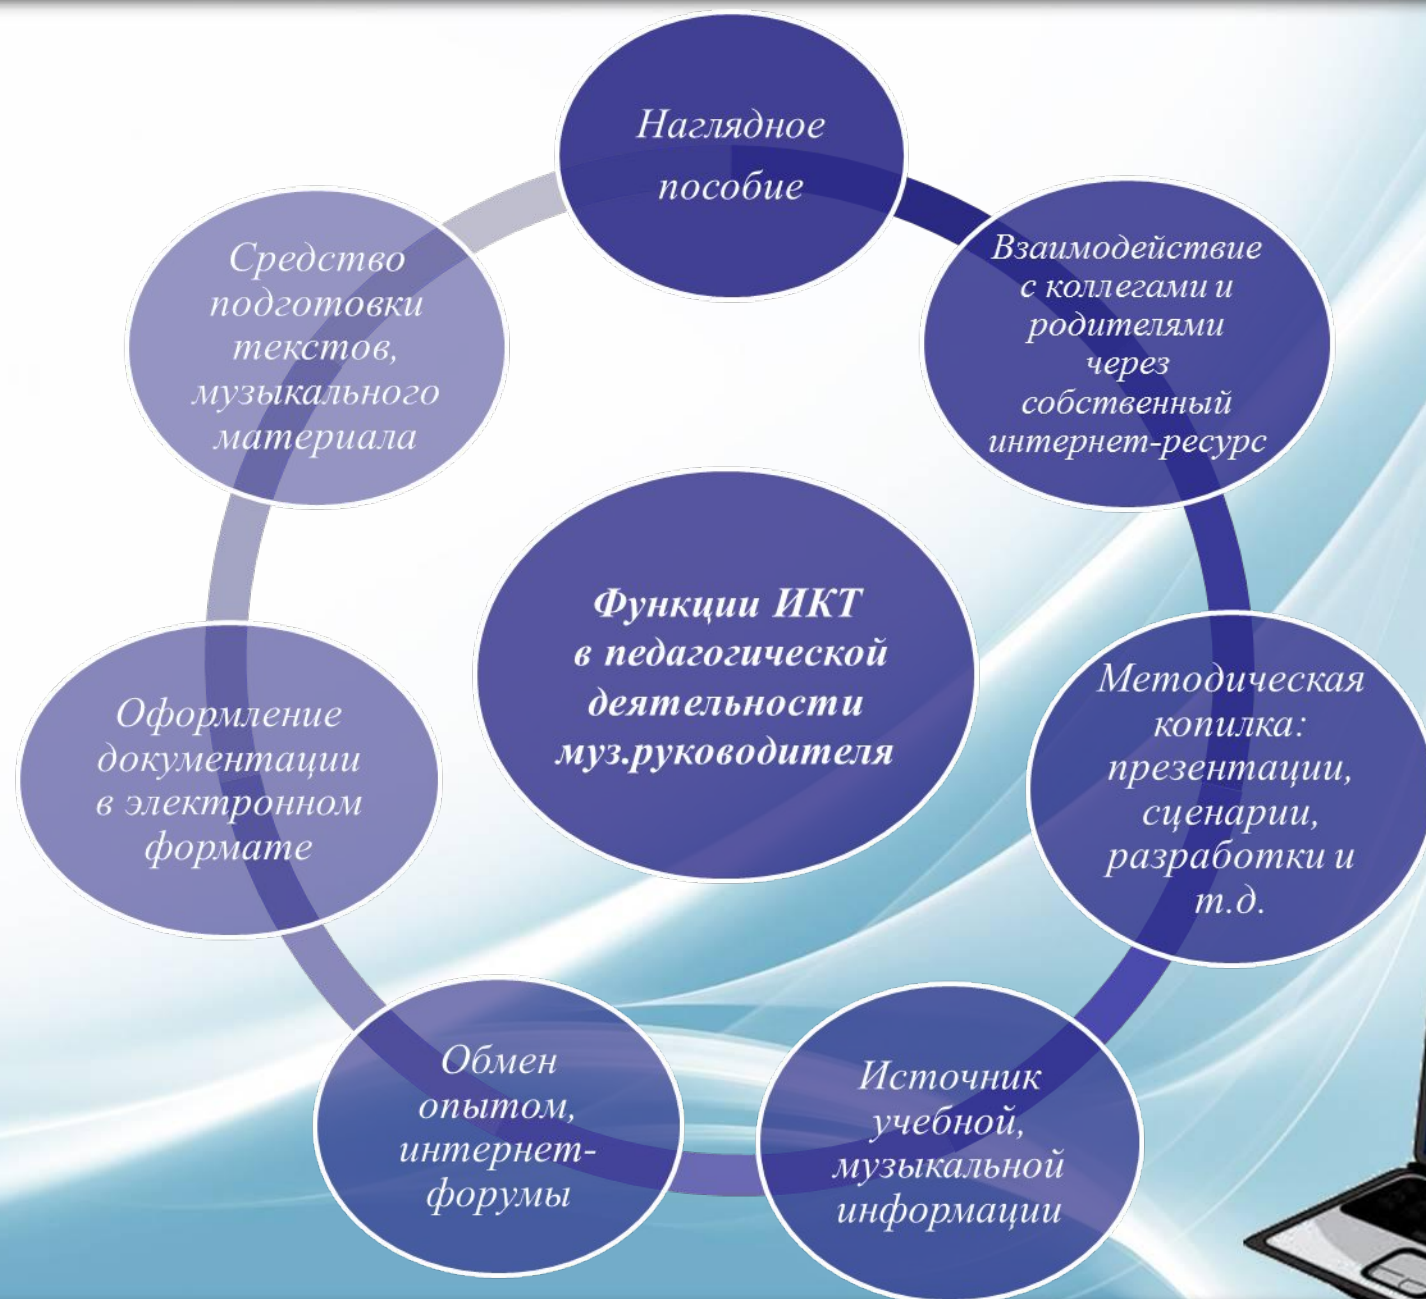 Наглядное
пособие
Взаимодействие
с коллегами и
родителями
через
собственный
интернет-ресурс
Методическая
копилка:
презентации,
сценарии,
разработки и
т.д.
Источник
учебной,
музыкальной
информации
Обмен
опытом,
интернет-
форумы
Оформление
документации
в электронном
формате
Средство
подготовки
текстов,
музыкального
материала
Функции ИКТ
в педагогической
деятельности
муз.руководителя